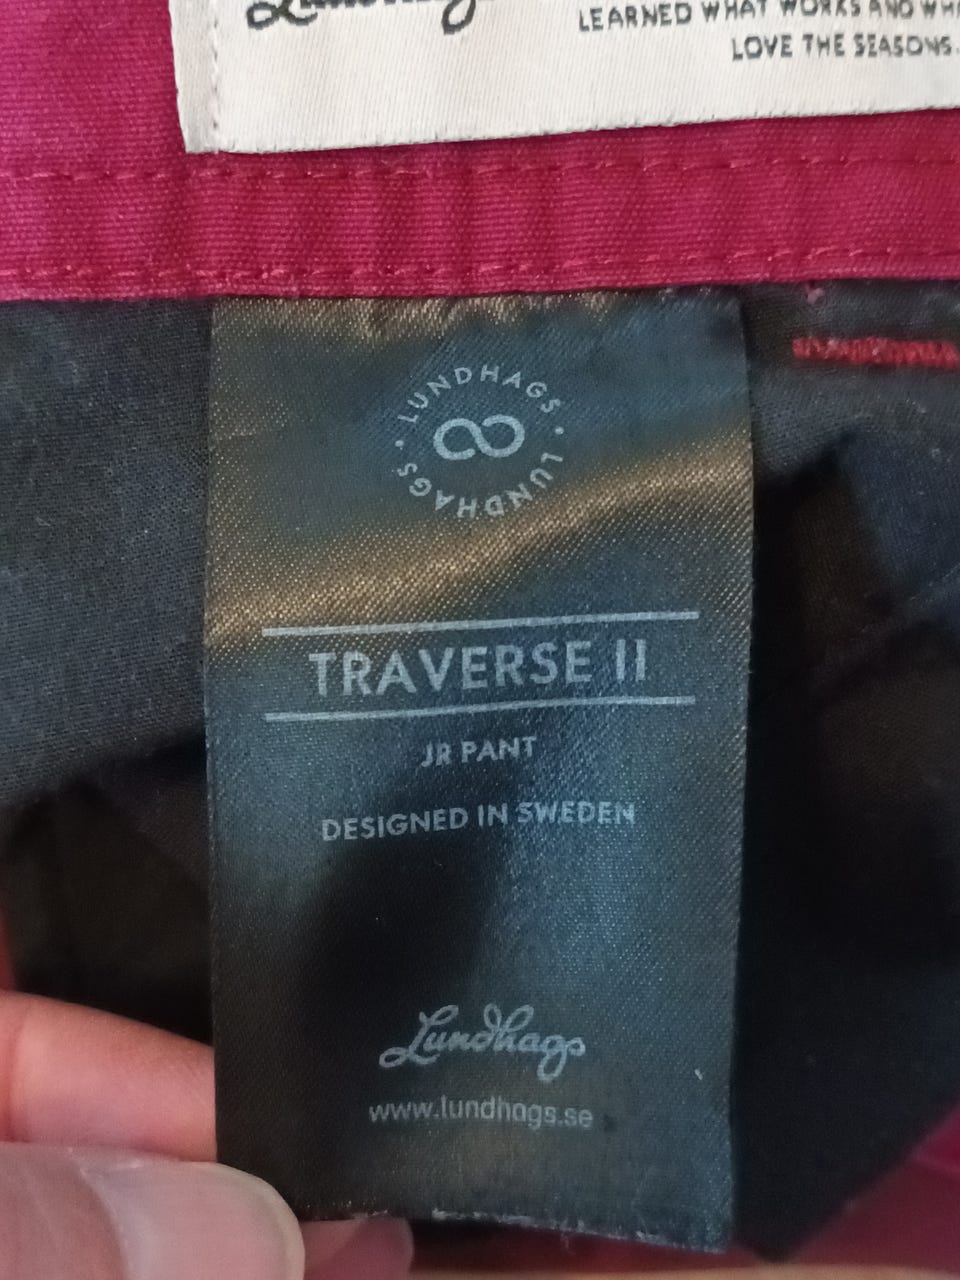 Lundhags
LEARNED WHAT WORKS AND
LOVE THE SEASONS.
LUNDHAGS • LUNDHAGS •
TRAVERSE II
JR PANT
DESIGNED IN SWEDEN
Lundhags
www.lundhags.se